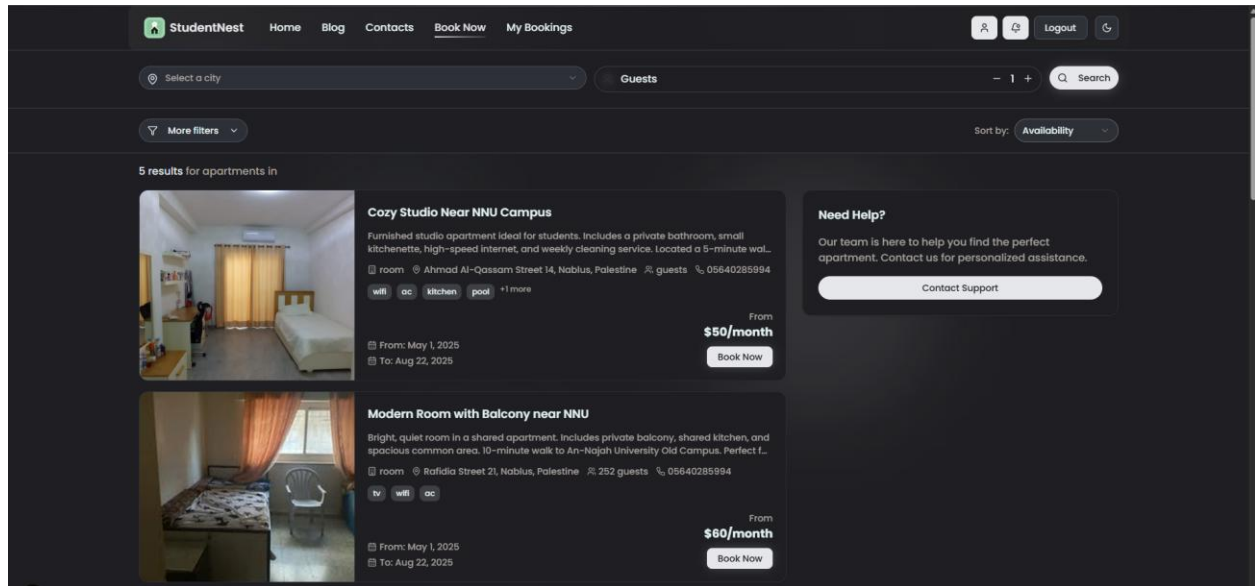 StudentNest Home Blog Contacts Book Now My Bookings Logout
Select a city Guests − 1 + Search
More filters Sort by: Availability
5 results for apartments in
Cozy Studio Near NNU Campus
Furnished studio apartment ideal for students. Includes a private bathroom, small
kitchenette, high-speed internet, and weekly cleaning service. Located a 5-minute wal...
room Ahmad Al-Qassam Street 14, Nablus, Palestine guests 05640285994
wifi ac kitchen pool +1 more
From
$50/month
From: May 1, 2025
To: Aug 22, 2025
Book Now
Need Help?
Our team is here to help you find the perfect
apartment. Contact us for personalized assistance.
Contact Support
Modern Room with Balcony near NNU
Bright, quiet room in a shared apartment. Includes private balcony, shared kitchen, and
spacious common area. 10-minute walk to An-Najah University Old Campus. Perfect f...
room Rafidia Street 21, Nablus, Palestine 252 guests 05640285994
tv wifi ac
From
$60/month
From: May 1, 2025
To: Aug 22, 2025
Book Now